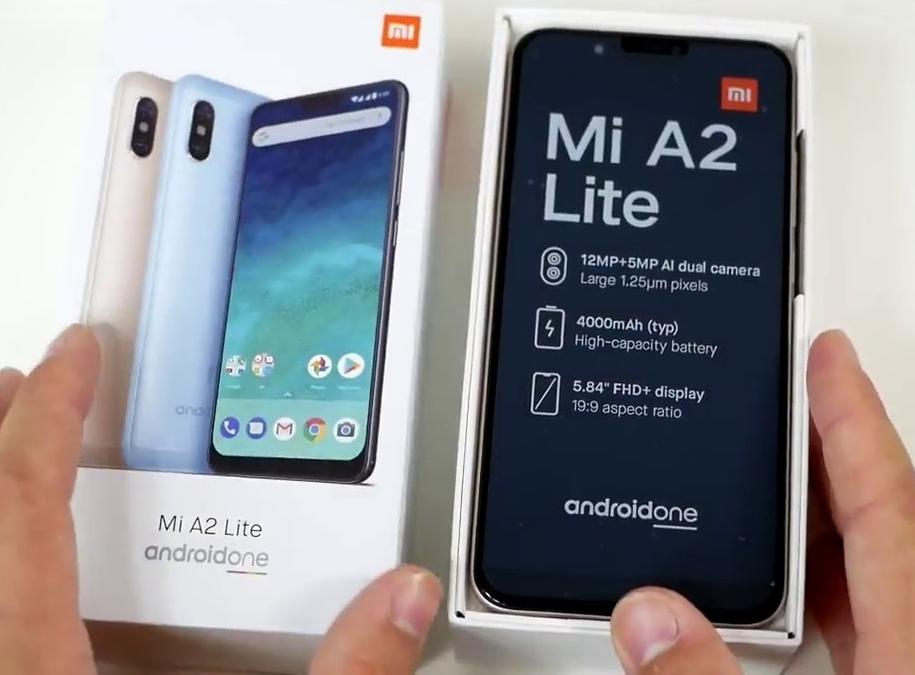 mi
Mi A2 Lite
androidone
mi
Mi A2
Lite
12MP+5MP AI dual camera
Large 1.25µm pixels
4000mAh (typ)
High-capacity battery
5.84" FHD+ display
19:9 aspect ratio
androidone